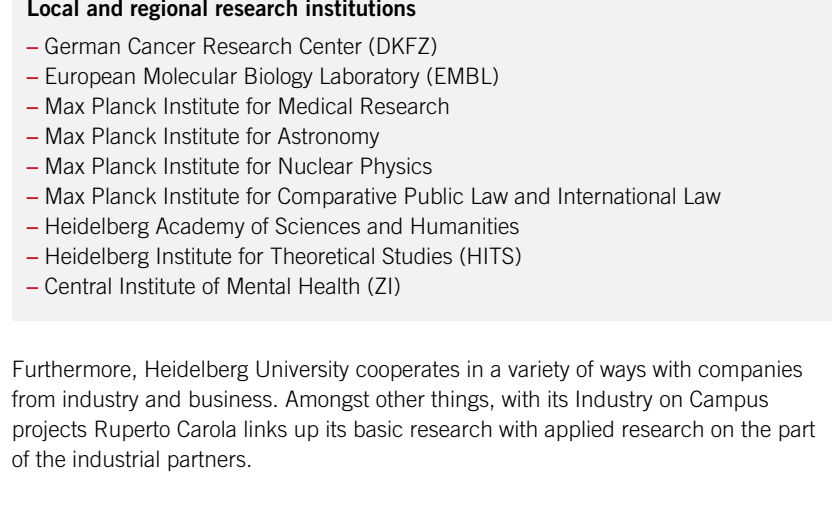 Local and regional research institutions
– German Cancer Research Center (DKFZ)
– European Molecular Biology Laboratory (EMBL)
– Max Planck Institute for Medical Research
– Max Planck Institute for Astronomy
– Max Planck Institute for Nuclear Physics
– Max Planck Institute for Comparative Public Law and International Law
– Heidelberg Academy of Sciences and Humanities
– Heidelberg Institute for Theoretical Studies (HITS)
– Central Institute of Mental Health (ZI)
Furthermore, Heidelberg University cooperates in a variety of ways with companies
from industry and business. Amongst other things, with its Industry on Campus
projects Ruperto Carola links up its basic research with applied research on the part
of the industrial partners.